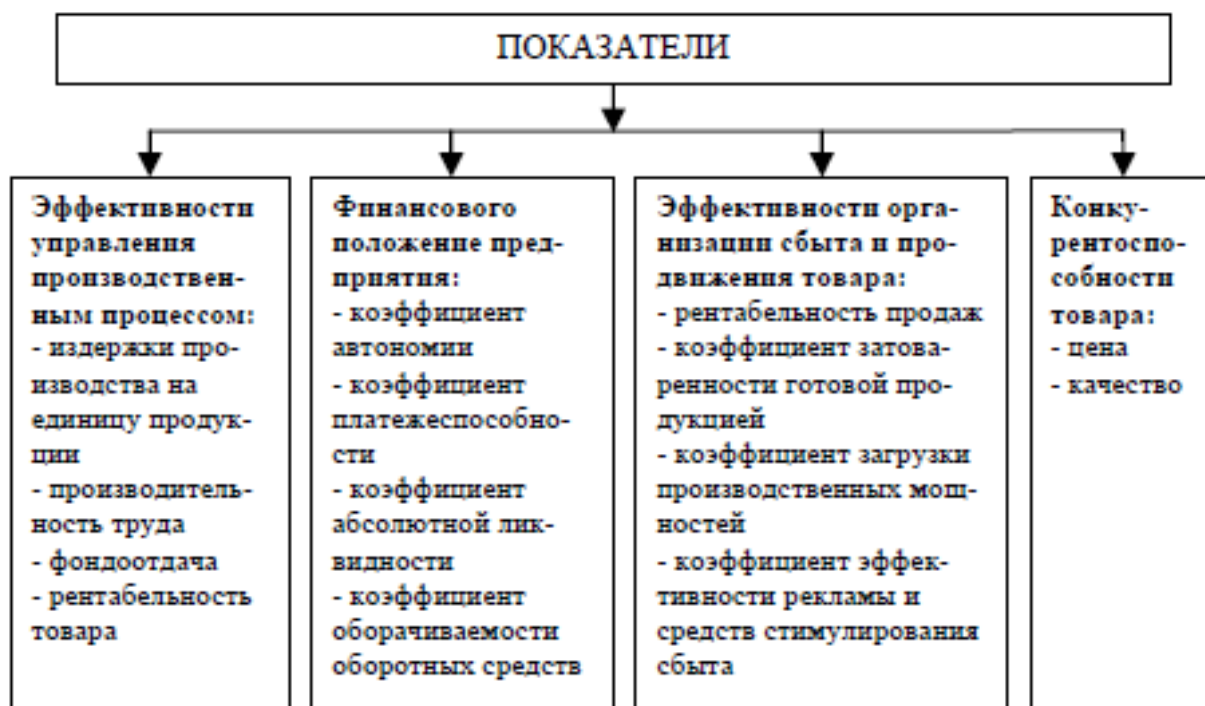 ПОКАЗАТЕЛИ
Эффективности
управления
производствен-
ным процессом:
- издержки про-
изводства на
единицу продук-
ции
- производитель-
ность труда
- фондоотдача
- рентабельность
товара
Финансового
положение пред-
приятия:
- коэффициент
автономии
- коэффициент
платежеспособно-
сти
- коэффициент
абсолютной лик-
видности
- коэффициент
оборачиваемости
оборотных средств
Эффективности орга-
низации сбыта и про-
движения товара:
- рентабельность продаж
- коэффициент затова-
ренности готовой про-
дукцией
- коэффициент загрузки
производственных мощ-
ностей
- коэффициент эффек-
тивности рекламы и
средств стимулирования
сбыта
Конку-
рентоспо-
собности
товара:
- цена
- качество